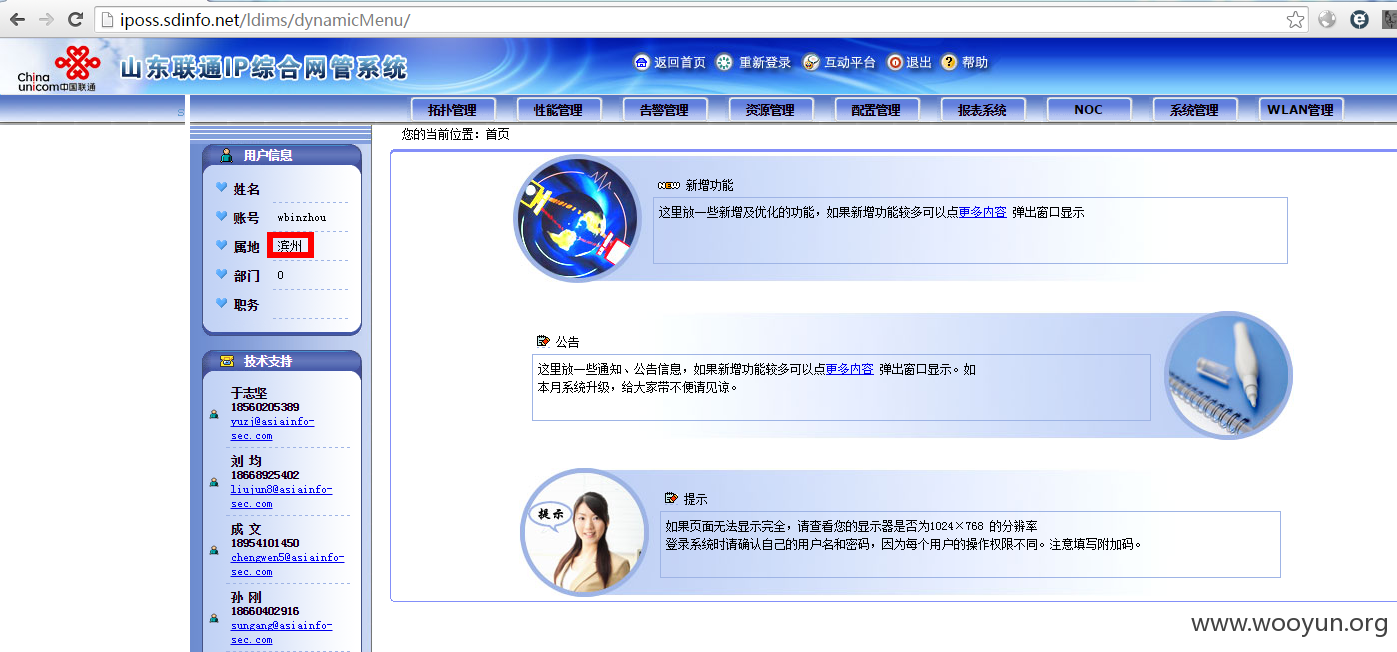 iposs.sdinfo.net/ldims/dynamicMenu/
China
unicom中国联通
山东联通IP综合网管系统
返回首页 重新登录 互动平台 退出 帮助
s
拓扑管理 性能管理 告警管理 资源管理 配置管理 报表系统 NOC 系统管理 WLAN管理
您的当前位置：首页
用户信息
姓名
账号 wbinzhou
属地 滨州
部门 0
职务
技术支持
于志坚
18560205389
yuzj@asiainfo-
sec.com
刘 均
18668925402
liujun8@asiainfo-
sec.com
成 文
18954101450
chengwen5@asiainfo-
sec.com
孙 刚
18660402916
sungang@asiainfo-
sec.com
NEW 新增功能
这里放一些新增及优化的功能，如果新增功能较多可以点更多内容 弹出窗口显示
公告
这里放一些通知、公告信息，如果新增功能较多可以点更多内容 弹出窗口显示。如
本月系统升级，给大家带不便请见谅。
提示
提示
如果页面无法显示完全，请查看您的显示器是否为1024×768 的分辨率
登录系统时请确认自己的用户名和密码，因为每个用户的操作权限不同。注意填写附加码。
www.wooyun.org